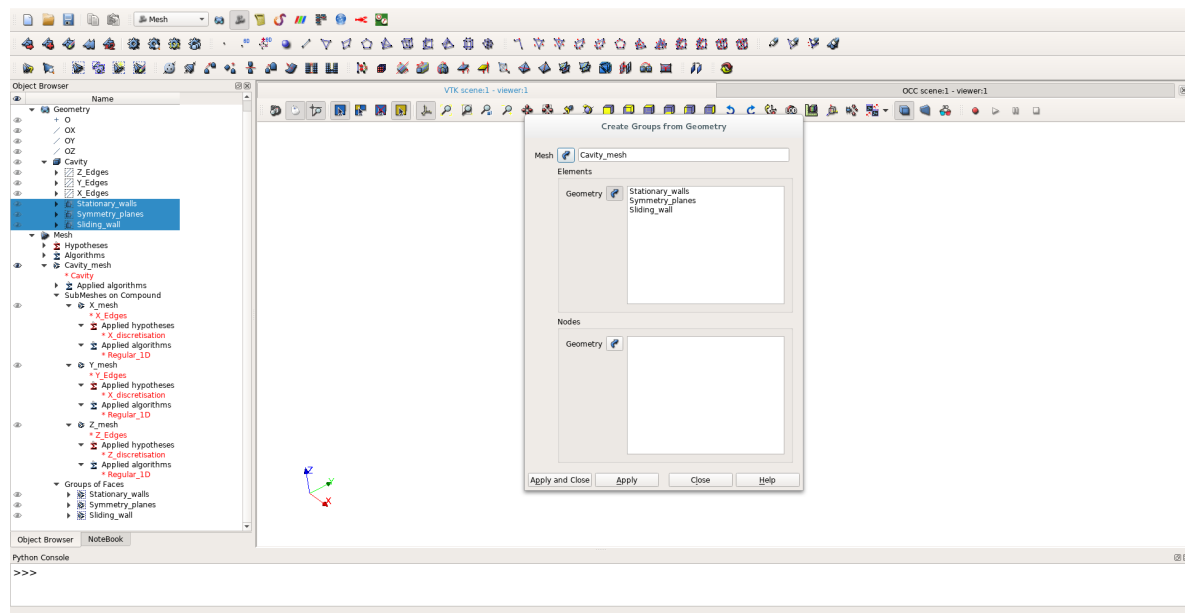 Mesh
Object Browser
Name
Geometry
O
OX
OY
OZ
Cavity
Z_Edges
Y_Edges
X_Edges
Stationary_walls
Symmetry_planes
Sliding_wall
Mesh
Hypotheses
Algorithms
Cavity_mesh
* Cavity
Applied algorithms
SubMeshes on Compound
X_mesh
* X_Edges
Applied hypotheses
* X_discretisation
Applied algorithms
* Regular_1D
Y_mesh
* Y_Edges
Applied hypotheses
* X_discretisation
Applied algorithms
* Regular_1D
Z_mesh
* Z_Edges
Applied hypotheses
* Z_discretisation
Applied algorithms
* Regular_1D
Groups of Faces
Stationary_walls
Symmetry_planes
Sliding_wall
Object Browser NoteBook
VTK scene:1 - viewer:1 OCC scene:1 - viewer:1
Z
Y
X
Create Groups from Geometry
Mesh Cavity_mesh
Elements
Geometry
Stationary_walls
Symmetry_planes
Sliding_wall
Nodes
Geometry
Apply and Close Apply Close Help
Python Console
>>>